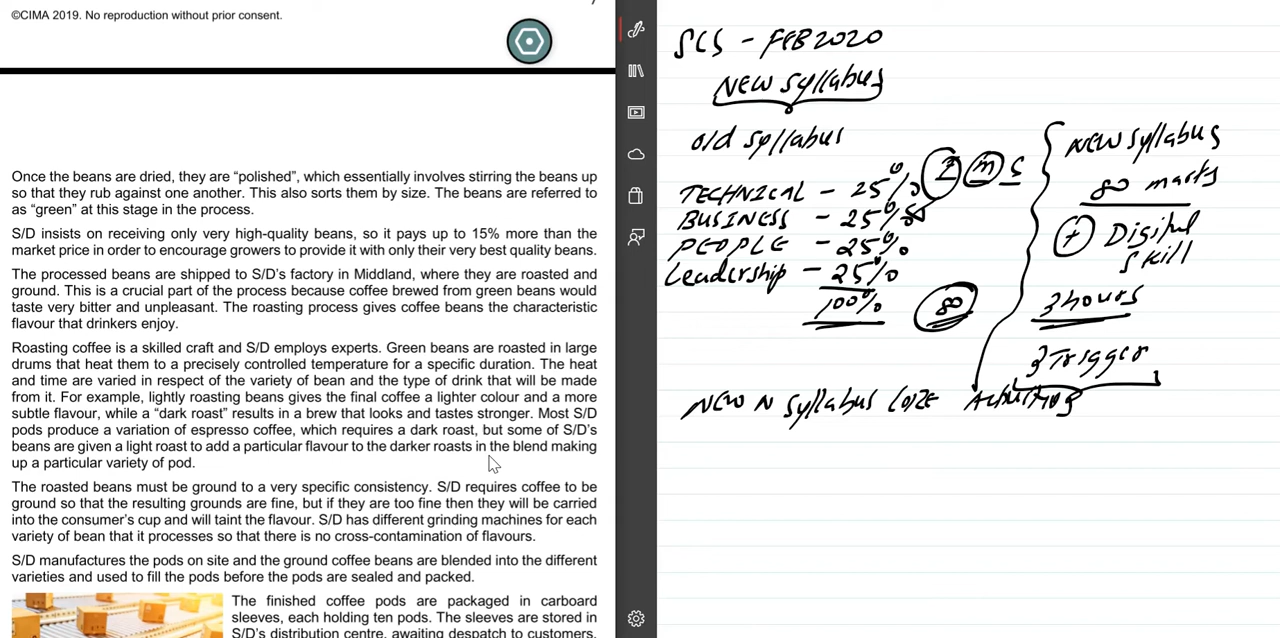 ©CIMA 2019. No reproduction without prior consent.
Once the beans are dried, they are “polished”, which essentially involves stirring the beans up
so that they rub against one another. This also sorts them by size. The beans are referred to
as “green” at this stage in the process.
S/D insists on receiving only very high-quality beans, so it pays up to 15% more than the
market price in order to encourage growers to provide it with only their very best quality beans.
The processed beans are shipped to S/D’s factory in Middland, where they are roasted and
ground. This is a crucial part of the process because coffee brewed from green beans would
taste very bitter and unpleasant. The roasting process gives coffee beans the characteristic
flavour that drinkers enjoy.
Roasting coffee is a skilled craft and S/D employs experts. Green beans are roasted in large
drums that heat them to a precisely controlled temperature for a specific duration. The heat
and time are varied in respect of the variety of bean and the type of drink that will be made
from it. For example, lightly roasting beans gives the final coffee a lighter colour and a more
subtle flavour, while a “dark roast” results in a brew that looks and tastes stronger. Most S/D
pods produce a variation of espresso coffee, which requires a dark roast, but some of S/D’s
beans are given a light roast to add a particular flavour to the darker roasts in the blend making
up a particular variety of pod.
The roasted beans must be ground to a very specific consistency. S/D requires coffee to be
ground so that the resulting grounds are fine, but if they are too fine then they will be carried
into the consumer’s cup and will taint the flavour. S/D has different grinding machines for each
variety of bean that it processes so that there is no cross-contamination of flavours.
S/D manufactures the pods on site and the ground coffee beans are blended into the different
varieties and used to fill the pods before the pods are sealed and packed.
The finished coffee pods are packaged in carboard
sleeves, each holding ten pods. The sleeves are stored in
S/D’s distribution centre, awaiting despatch to customers.
SCS - FEB 2020
NEW syllabus
old syllabus
TECHNICAL - 25% E M S
BUSINESS - 25%
PEOPLE - 25%
Leadership - 25%
100% 80
NEW syllabus
80 marks
+ Digital
skill
3 hours
3 Trigger
NEW N syllabus core Activities